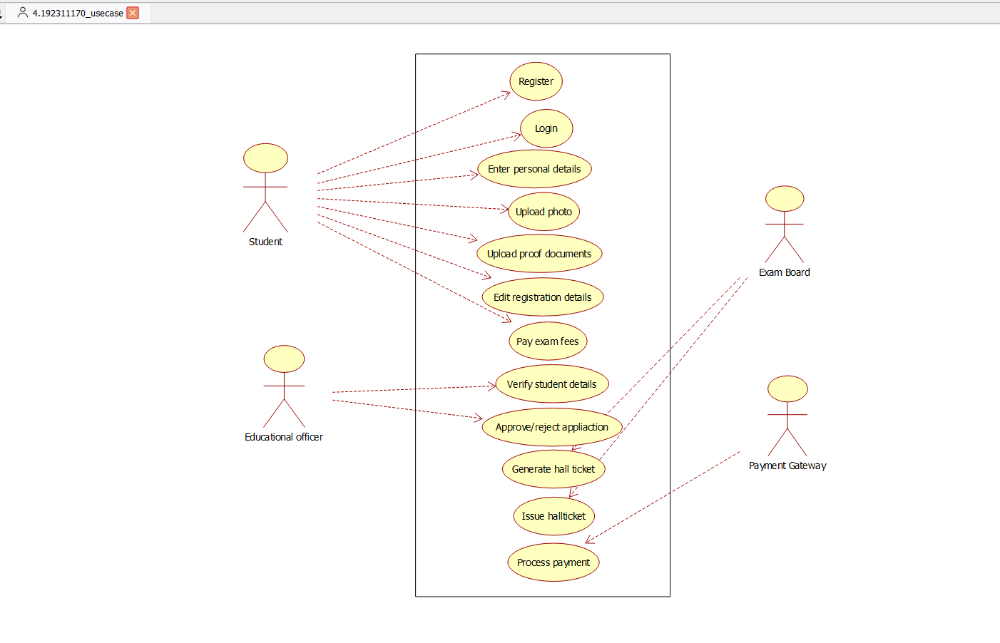 4.192311170_usecase
Register
Login
Enter personal details
Upload photo
Upload proof documents
Edit registration details
Pay exam fees
Verify student details
Approve/reject appliaction
Generate hall ticket
Issue hallticket
Process payment
Student
Educational officer
Exam Board
Payment Gateway